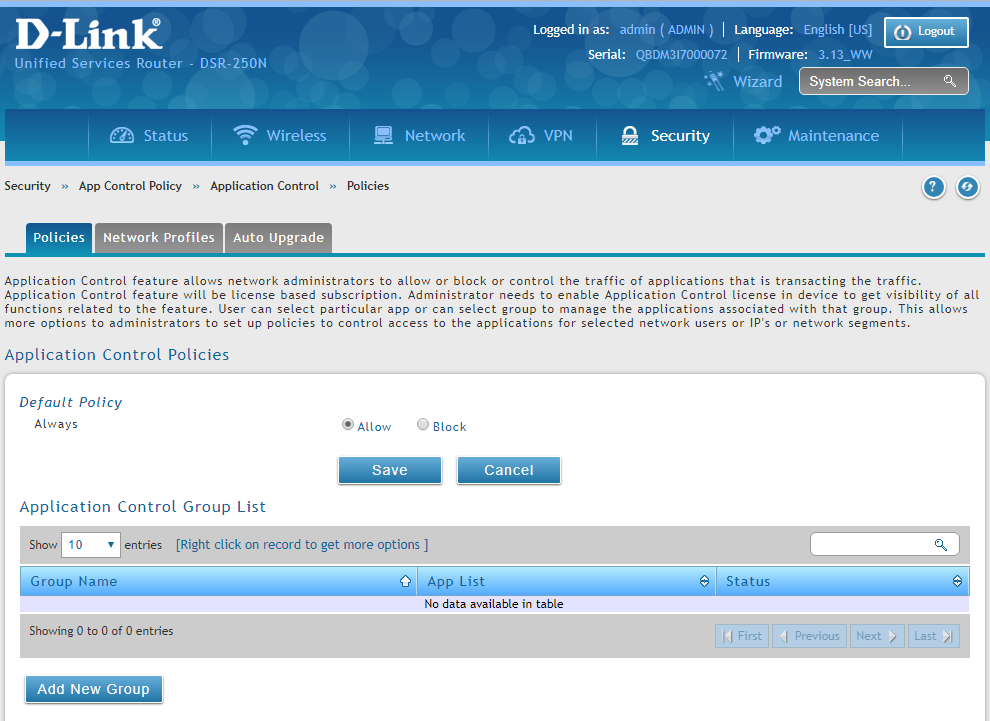 D-Link®
Unified Services Router - DSR-250N
Logged in as: admin ( ADMIN ) | Language: English [US]
Serial: QBDM3I7000072 | Firmware: 3.13_WW
Logout
Wizard
System Search...
Status Wireless Network VPN Security Maintenance
Security » App Control Policy » Application Control » Policies
?
Policies Network Profiles Auto Upgrade
Application Control feature allows network administrators to allow or block or control the traffic of applications that is transacting the traffic.
Application Control feature will be license based subscription. Administrator needs to enable Application Control license in device to get visibility of all
functions related to the feature. User can select particular app or can select group to manage the applications associated with that group. This allows
more options to administrators to set up policies to control access to the applications for selected network users or IP's or network segments.
Application Control Policies
Default Policy
Always Allow Block
Save Cancel
Application Control Group List
Show 10 entries [Right click on record to get more options ]
Group Name App List Status
No data available in table
Showing 0 to 0 of 0 entries
First Previous Next Last
Add New Group